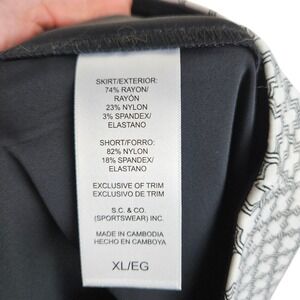 SKIRT/EXTERIOR:
74% RAYON/
RAYÓN
23% NYLON
3% SPANDEX/
ELASTANO
SHORT/FORRO:
82% NYLON
18% SPANDEX/
ELASTANO
EXCLUSIVE OF TRIM
EXCLUSIVO DE TRIM
S.C. & CO.
(SPORTSWEAR) INC.
MADE IN CAMBODIA
HECHO EN CAMBOYA
XL/EG